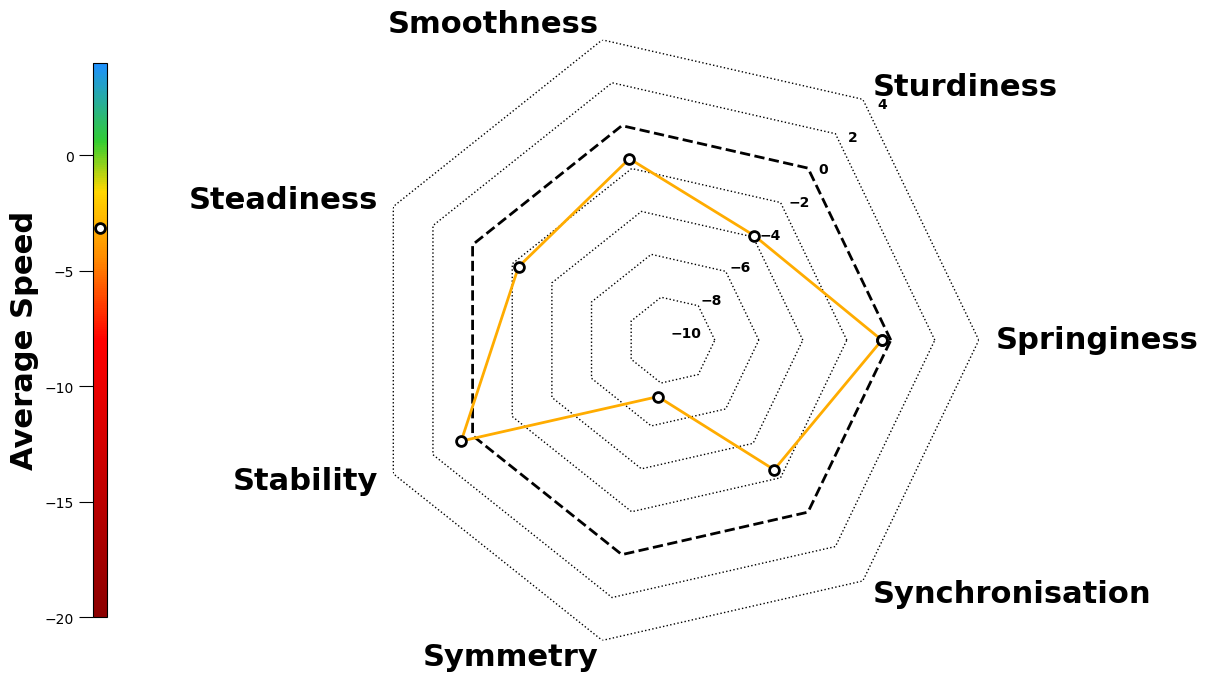 Smoothness
Sturdiness
4
2
0
−2
−4
−6
−8
−10
Steadiness
Springiness
Stability
Synchronisation
Symmetry
Average Speed
0
−5
−10
−15
−20